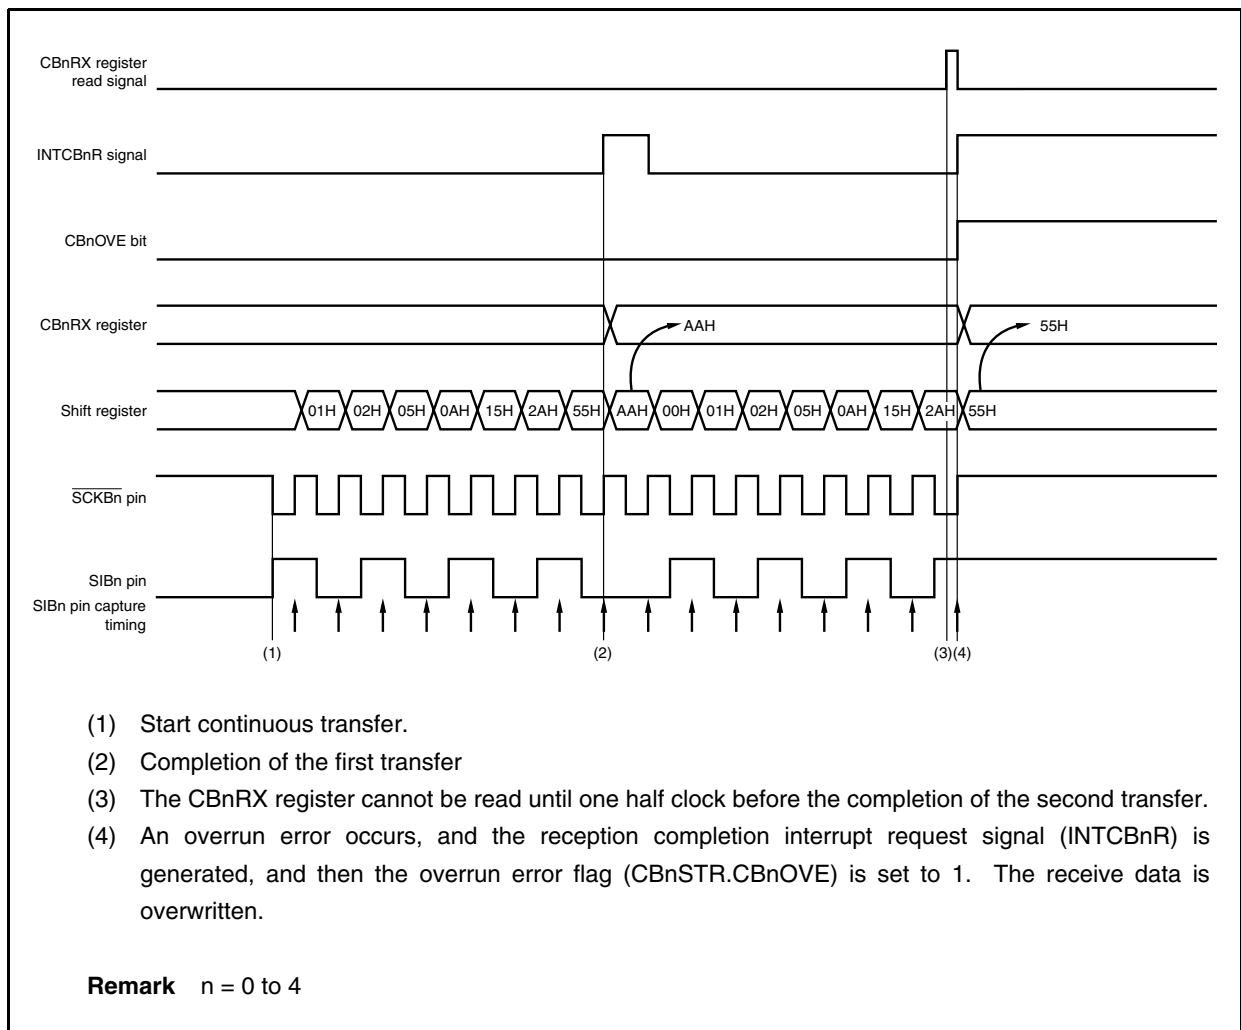 CBnRX register
read signal
INTCBnR signal
CBnOVE bit
CBnRX register
AAH
55H
Shift register
01H 02H 05H 0AH 15H 2AH 55H AAH 00H 01H 02H 05H 0AH 15H 2AH 55H
SCKBn pin
SIBn pin
SIBn pin capture
timing
(1) (2) (3) (4)
(1) Start continuous transfer.
(2) Completion of the first transfer
(3) The CBnRX register cannot be read until one half clock before the completion of the second transfer.
(4) An overrun error occurs, and the reception completion interrupt request signal (INTCBnR) is
generated, and then the overrun error flag (CBnSTR.CBnOVE) is set to 1. The receive data is
overwritten.
Remark n = 0 to 4